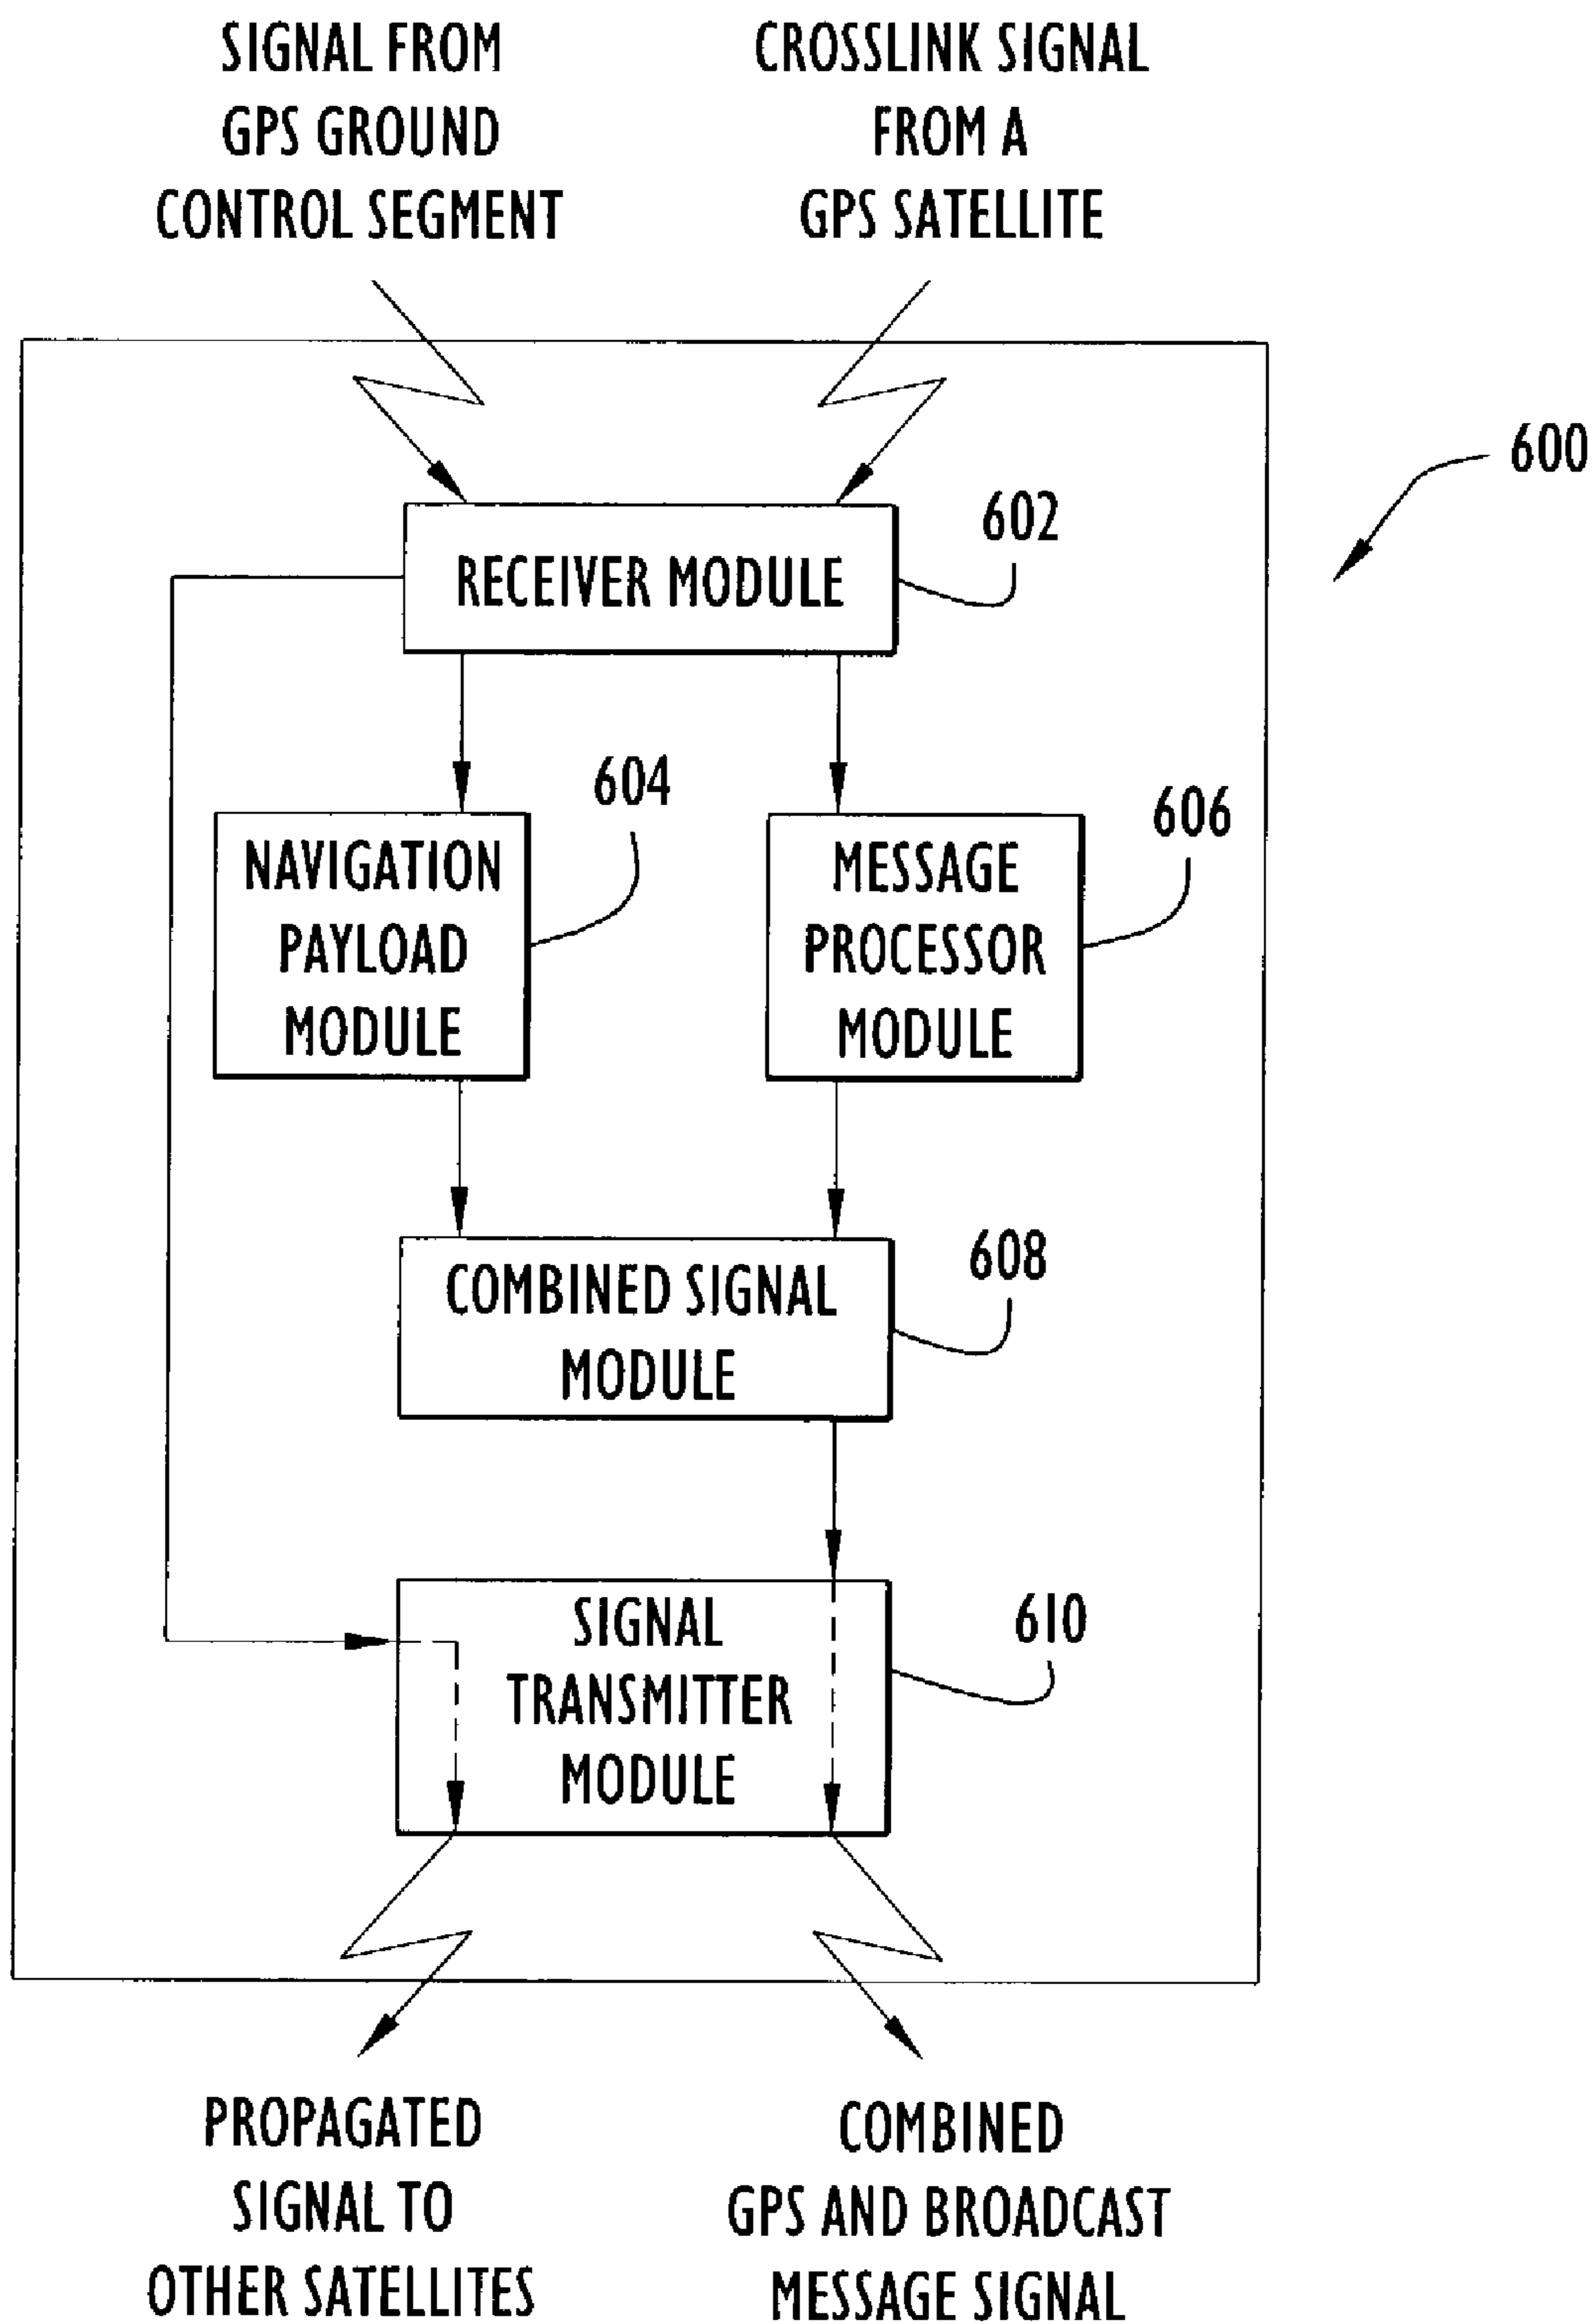 SIGNAL FROM
GPS GROUND
CONTROL SEGMENT
CROSSLINK SIGNAL
FROM A
GPS SATELLITE
600
602
RECEIVER MODULE
604
606
NAVIGATION
PAYLOAD
MODULE
MESSAGE
PROCESSOR
MODULE
608
COMBINED SIGNAL
MODULE
610
SIGNAL
TRANSMITTER
MODULE
PROPAGATED
SIGNAL TO
OTHER SATELLITES
COMBINED
GPS AND BROADCAST
MESSAGE SIGNAL